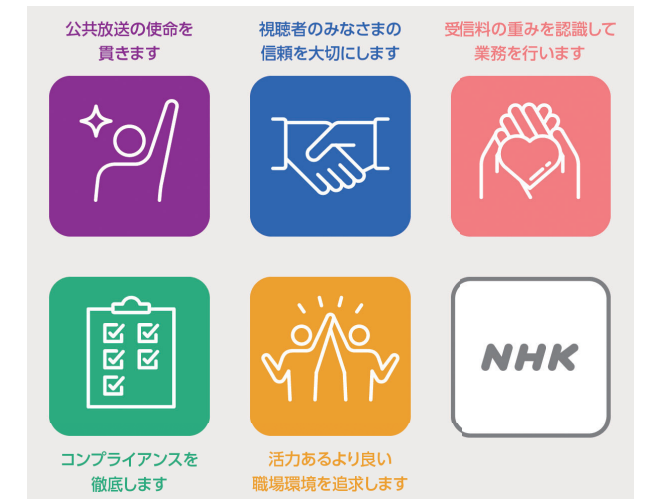 公共放送の使命を
貫きます
視聴者のみなさまの
信頼を大切にします
受信料の重みを認識して
業務を行います
コンプライアンスを
徹底します
活力あるより良い
職場環境を追求します
NHK